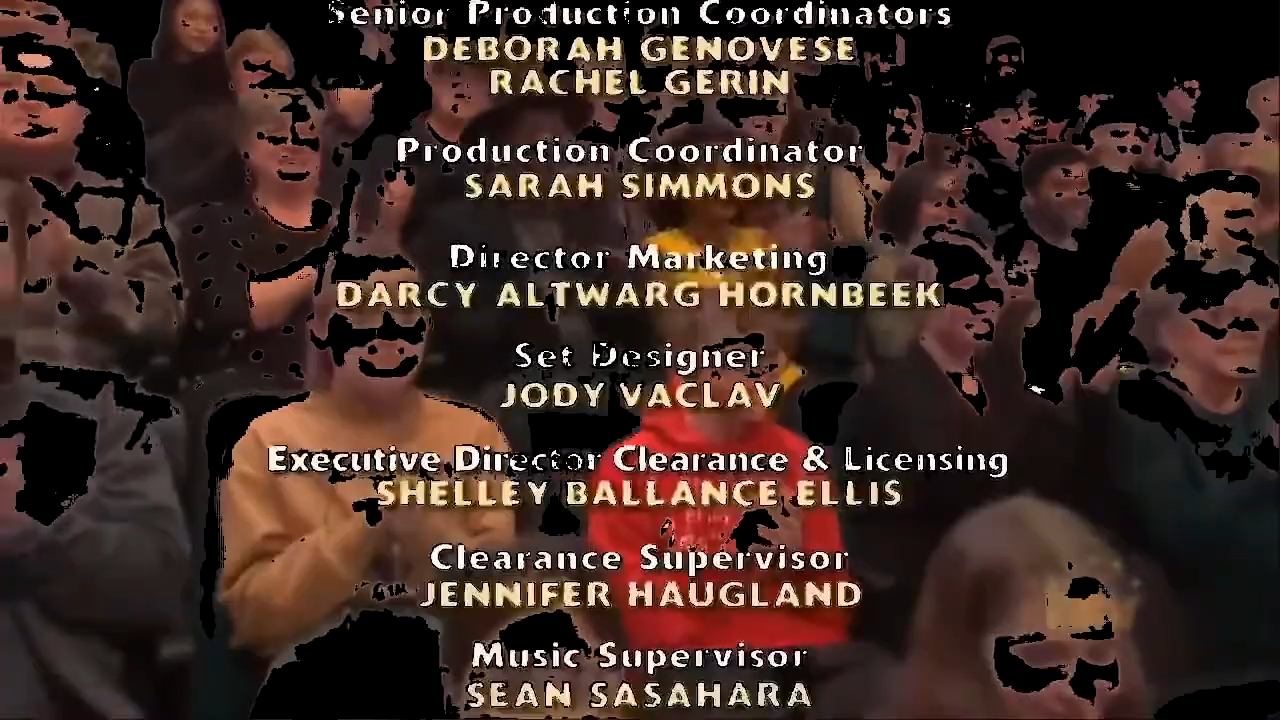 Senior Production Coordinators
DEBORAH GENOVESE
RACHEL GERIN
Production Coordinator
SARAH SIMMONS
Director Marketing
DARCY ALTWARG HORNBEEK
Set Designer
JODY VACLAV
Executive Director Clearance & Licensing
SHELLEY BALLANCE ELLIS
Clearance Supervisor
JENNIFER HAUGLAND
Music Supervisor
SEAN SASAHARA